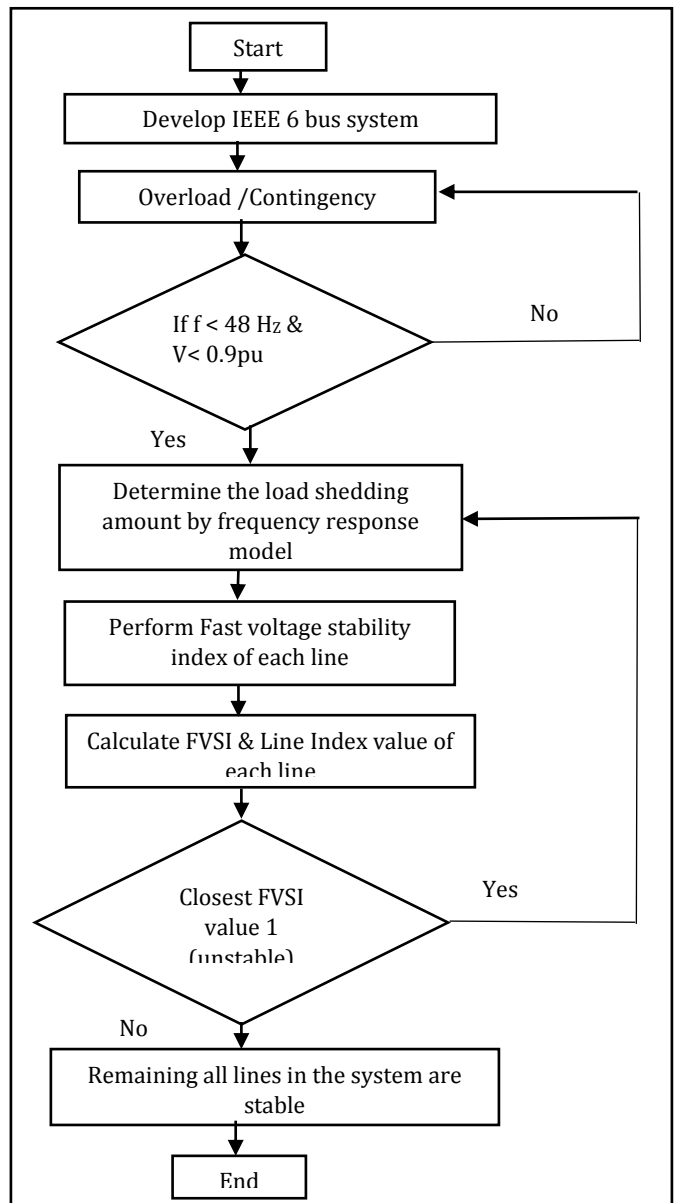 Start
Develop IEEE 6 bus system
Overload /Contingency
If f < 48 Hz &
V< 0.9pu
No
Yes
Determine the load shedding
amount by frequency response
model
Perform Fast voltage stability
index of each line
Calculate FVSI & Line Index value of
each line
Closest FVSI
value 1
(unstable)
Yes
No
Remaining all lines in the system are
stable
End